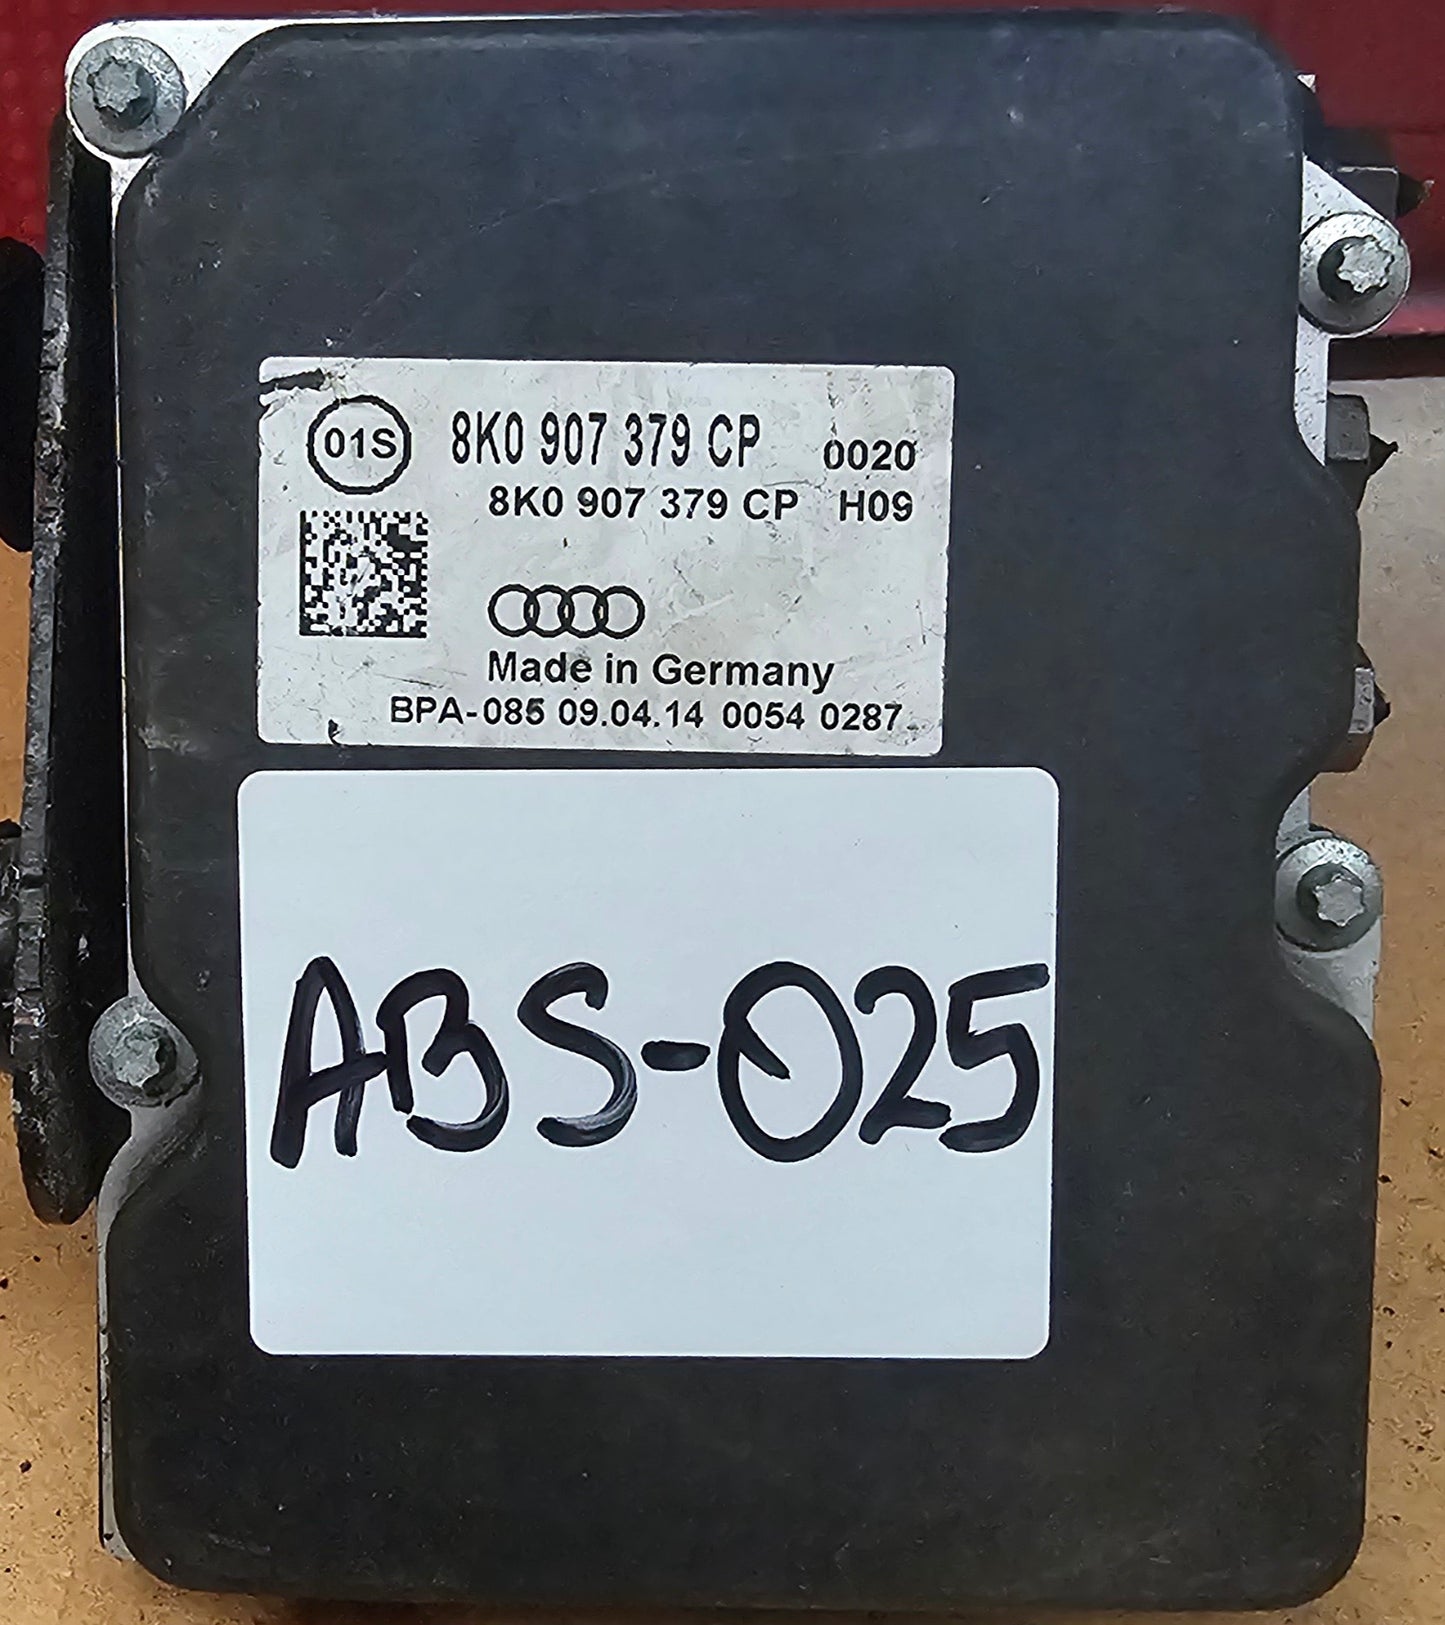 01S 8K0 907 379 CP 0020
8K0 907 379 CP H09
Made in Germany
BPA-085 09.04.14 0054 0287
ABS-025